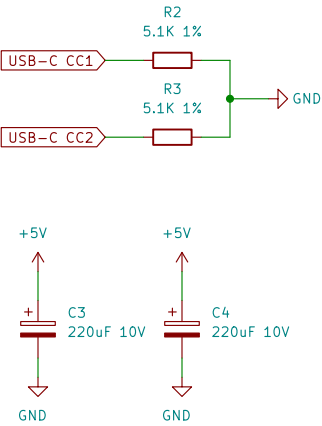 R2
5.1K 1%
USB-C CC1
R3
5.1K 1%
GND
USB-C CC2
+5V
+5V
+
C3
220uF 10V
+
C4
220uF 10V
GND
GND